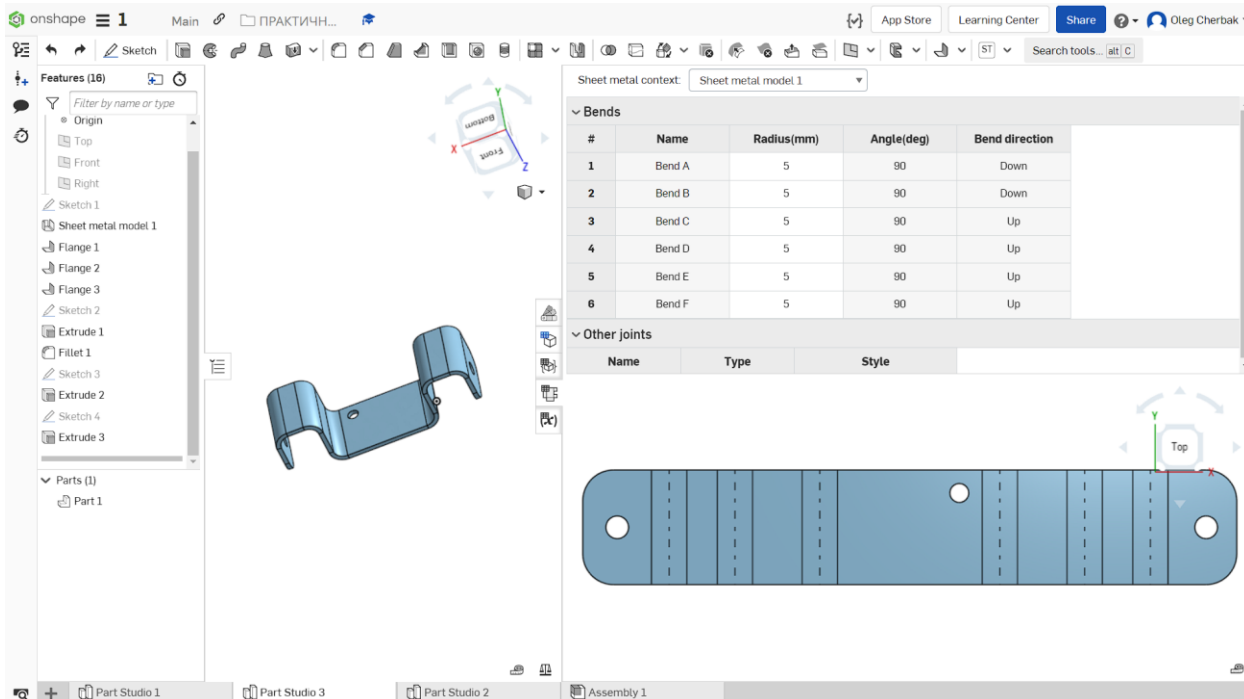 onshape 1 Main ПРАКТИЧН... App Store Learning Center Share Oleg Cherbak
Sketch ST Search tools... alt C
Features (16)
Filter by name or type
Origin
Top
Front
Right
Sketch 1
Sheet metal model 1
Flange 1
Flange 2
Flange 3
Sketch 2
Extrude 1
Fillet 1
Sketch 3
Extrude 2
Sketch 4
Extrude 3
Parts (1)
Part 1
Y
Bottom
X
Front
Z
Sheet metal context: Sheet metal model 1
Bends
# Name Radius(mm) Angle(deg) Bend direction
1 Bend A 5 90 Down
2 Bend B 5 90 Down
3 Bend C 5 90 Up
4 Bend D 5 90 Up
5 Bend E 5 90 Up
6 Bend F 5 90 Up
Other joints
Name Type Style
Y
Top
X
Part Studio 1 Part Studio 3 Part Studio 2 Assembly 1